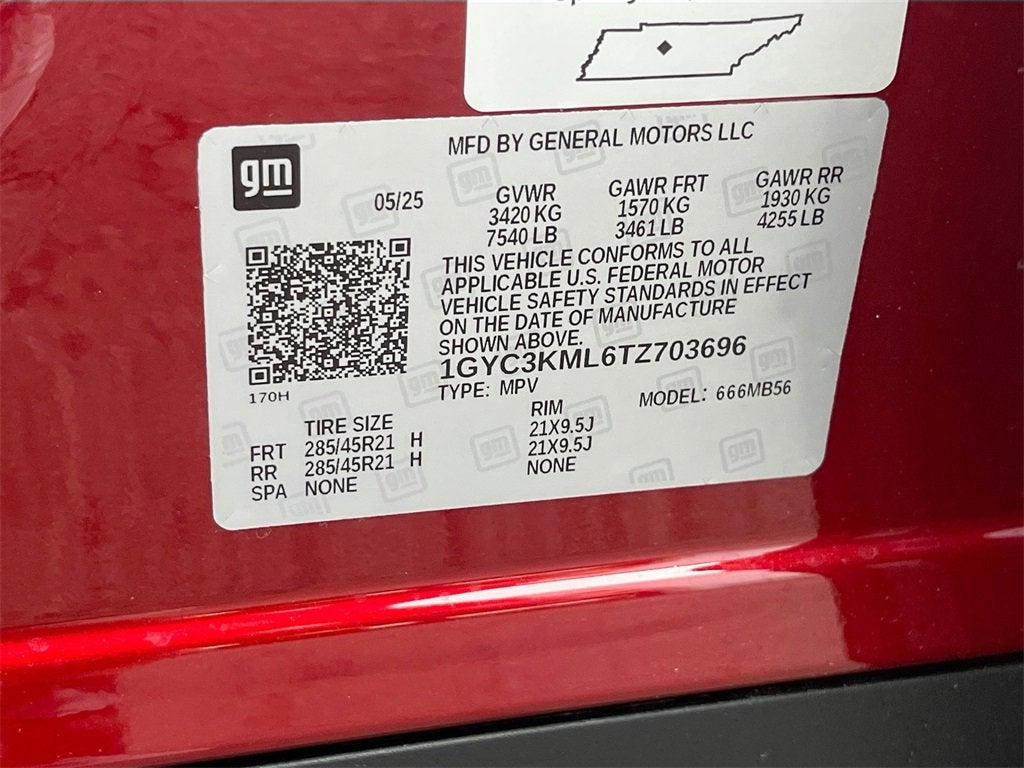 gm
MFD BY GENERAL MOTORS LLC
05/25
GVWR GAWR FRT GAWR RR
3420 KG 1570 KG 1930 KG
7540 LB 3461 LB 4255 LB
THIS VEHICLE CONFORMS TO ALL
APPLICABLE U.S. FEDERAL MOTOR
VEHICLE SAFETY STANDARDS IN EFFECT
ON THE DATE OF MANUFACTURE
SHOWN ABOVE.
1GYC3KML6TZ703696
170H
TYPE: MPV MODEL: 666MB56
TIRE SIZE RIM
FRT 285/45R21 H 21X9.5J
RR 285/45R21 H 21X9.5J
SPA NONE NONE